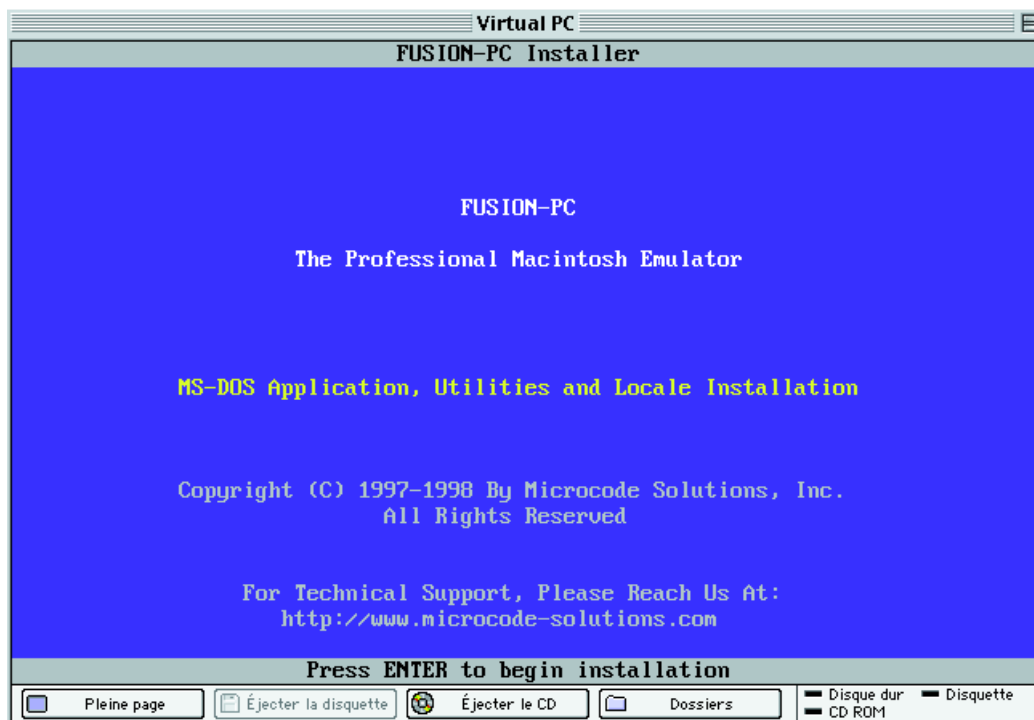 Virtual PC
FUSION-PC Installer
FUSION-PC
The Professional Macintosh Emulator
MS-DOS Application, Utilities and Locale Installation
Copyright (C) 1997-1998 By Microcode Solutions, Inc.
All Rights Reserved
For Technical Support, Please Reach Us At:
http://www.microcode-solutions.com
Press ENTER to begin installation
Pleine page Éjecter la disquette Éjecter le CD Dossiers Disque dur Disquette
CD ROM